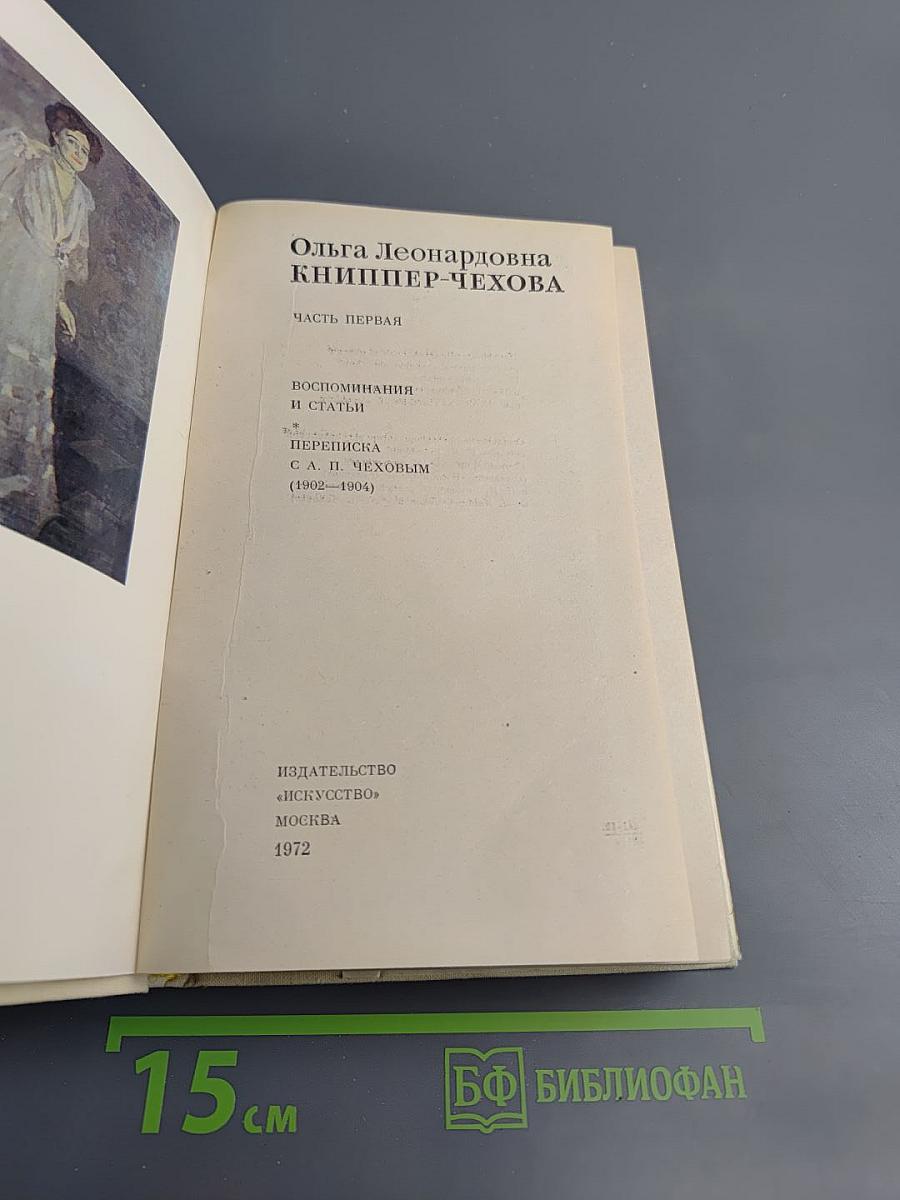 Ольга Леонардовна
КНИППЕР-ЧЕХОВА
ЧАСТЬ ПЕРВАЯ
ВОСПОМИНАНИЯ
И СТАТЬИ
*
ПЕРЕПИСКА
С А. П. ЧЕХОВЫМ
(1902—1904)
ИЗДАТЕЛЬСТВО
«ИСКУССТВО»
МОСКВА
1972
15 см
БФ БИБЛИОФАН